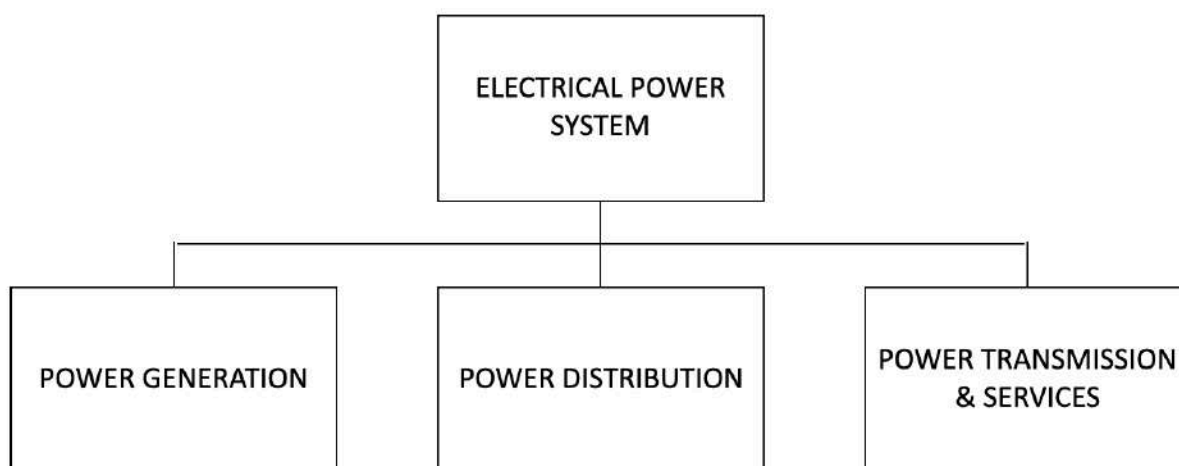 ELECTRICAL POWER
SYSTEM
POWER GENERATION
POWER DISTRIBUTION
POWER TRANSMISSION
& SERVICES